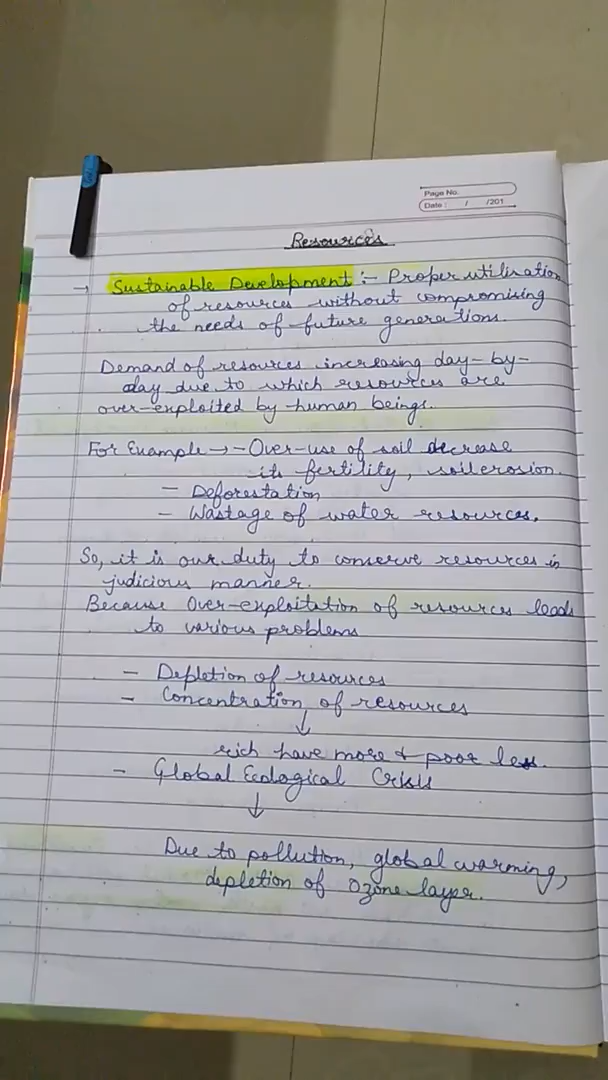 Page No.
Date : / /201
Resources
→ Sustainable Development :- Proper utilisation
of resources without compromising
the needs of future generations.
Demand of resources increasing day-by-
day due to which resources are
over-exploited by human beings.
For Example → - Over-use of soil decrease
its fertility, soil erosion.
- Deforestation
- Wastage of water resources.
So, it is our duty to conserve resources in
judicious manner.
Because Over-exploitation of resources leads
to various problems
- Depletion of resources
- Concentration of resources
↓
rich have more & poor less.
- Global Ecological Crisis
↓
Due to pollution, global warming,
depletion of Ozone layer.